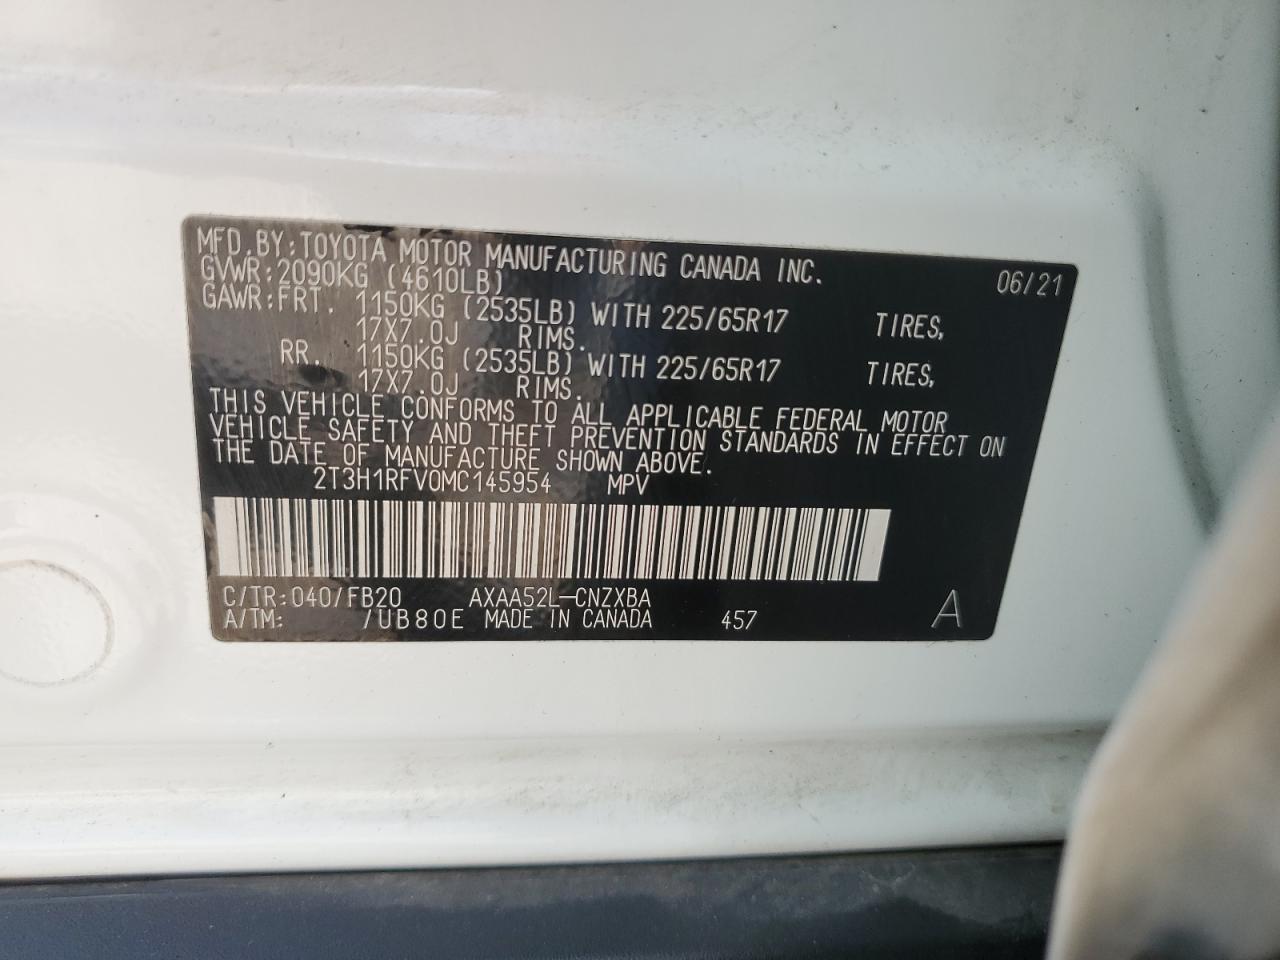 MFD.BY:TOYOTA MOTOR MANUFACTURING CANADA INC. 06/21
GVWR:2090KG (4610LB)
GAWR:FRT. 1150KG (2535LB) WITH 225/65R17 TIRES,
17X7.0J RIMS.
RR. 1150KG (2535LB) WITH 225/65R17 TIRES,
17X7.0J RIMS.
THIS VEHICLE CONFORMS TO ALL APPLICABLE FEDERAL MOTOR
VEHICLE SAFETY AND THEFT PREVENTION STANDARDS IN EFFECT ON
THE DATE OF MANUFACTURE SHOWN ABOVE.
2T3H1RFV0MC145954 MPV
C/TR:040/FB20 AXAA52L-CNZXBA
A/TM: /UB80E MADE IN CANADA 457 A